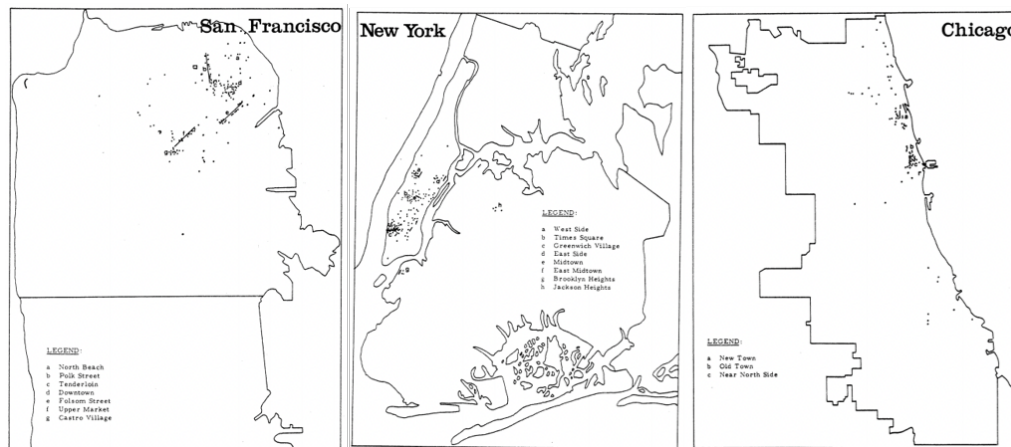 San Francisco
LEGEND:
a North Beach
b Polk Street
c Tenderloin
d Downtown
e Folsom Street
f Upper Market
g Castro Village
New York
LEGEND:
a West Side
b Times Square
c Greenwich Village
d East Side
e Midtown
f East Midtown
g Brooklyn Heights
h Jackson Heights
Chicago
LEGEND:
a New Town
b Old Town
c Near North Side